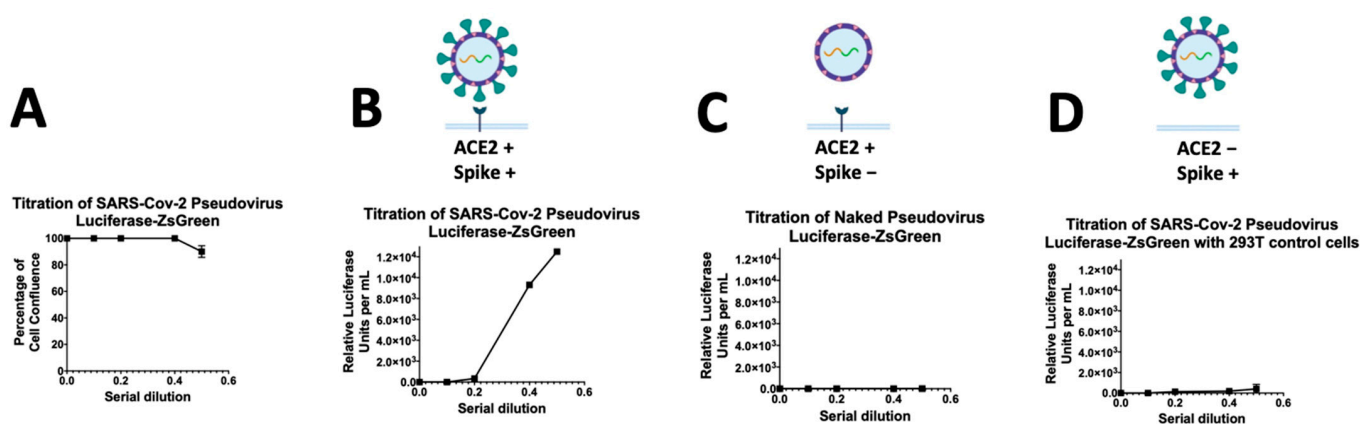 A
Titration of SARS-Cov-2 Pseudovirus
Luciferase-ZsGreen
Percentage of
Cell Confluence
100
80
60
40
20
0
0.0 0.2 0.4 0.6
Serial dilution
B
ACE2 +
Spike +
Titration of SARS-Cov-2 Pseudovirus
Luciferase-ZsGreen
Relative Luciferase
Units per mL
1.2×10⁴
1.0×10⁴
8.0×10³
6.0×10³
4.0×10³
2.0×10³
0.0
0.0 0.2 0.4 0.6
Serial dilution
C
ACE2 +
Spike −
Titration of Naked Pseudovirus
Luciferase-ZsGreen
Relative Luciferase
Units per mL
1.2×10⁴
1.0×10⁴
8.0×10³
6.0×10³
4.0×10³
2.0×10³
0.0
0.0 0.2 0.4 0.6
Serial dilution
D
ACE2 −
Spike +
Titration of SARS-Cov-2 Pseudovirus
Luciferase-ZsGreen with 293T control cells
Relative Luciferase
Units per mL
1.2×10⁴
1.0×10⁴
8.0×10³
6.0×10³
4.0×10³
2.0×10³
0.0
0.0 0.2 0.4 0.6
Serial dilution